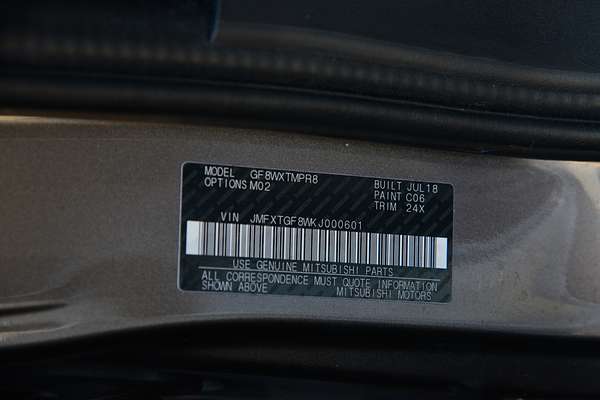 MODEL GF8WXTMPR8
OPTIONS M02
BUILT JUL18
PAINT C06
TRIM 24X
VIN JMFXTGF8WKJ000601
USE GENUINE MITSUBISHI PARTS
ALL CORRESPONDENCE MUST QUOTE INFORMATION
SHOWN ABOVE MITSUBISHI MOTORS